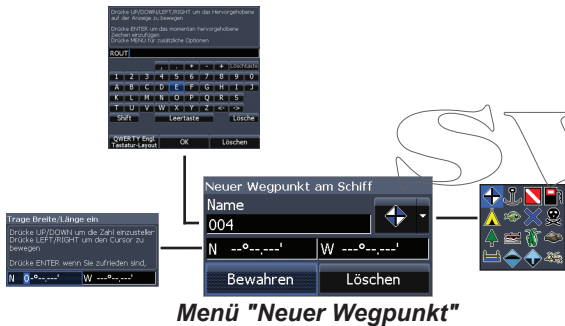 Drücke UP/DOWN/LEFT/RIGHT um das Hervorgehobene
auf der Anzeige zu bewegen
Drücke ENTER um das momentan hervorgehobene
Zeichen einzufügen.
Drücke MENÜ für zusätzliche Optionen
ROUT
, . * - + Löschtaste
1 2 3 4 5 6 7 8 9 0
A B C D E F G H I J
K L M N O P Q R S
T U V W X Y Z <- ->
Shift Leertaste Lösche
QWERTY Engl. Tastatur-Layout OK Löschen
Neuer Wegpunkt am Schiff
Name
004
N --°--.---' W ---°--.---'
Bewahren Löschen
Trage Breite/Länge ein
Drücke UP/DOWN um die Zahl einzusteller
Drücke LEFT/RIGHT um den Cursor zu
bewegen
Drücke ENTER wenn Sie zufrieden sind,
N 0-°--.---' W ---°--.---'
Menü "Neuer Wegpunkt"